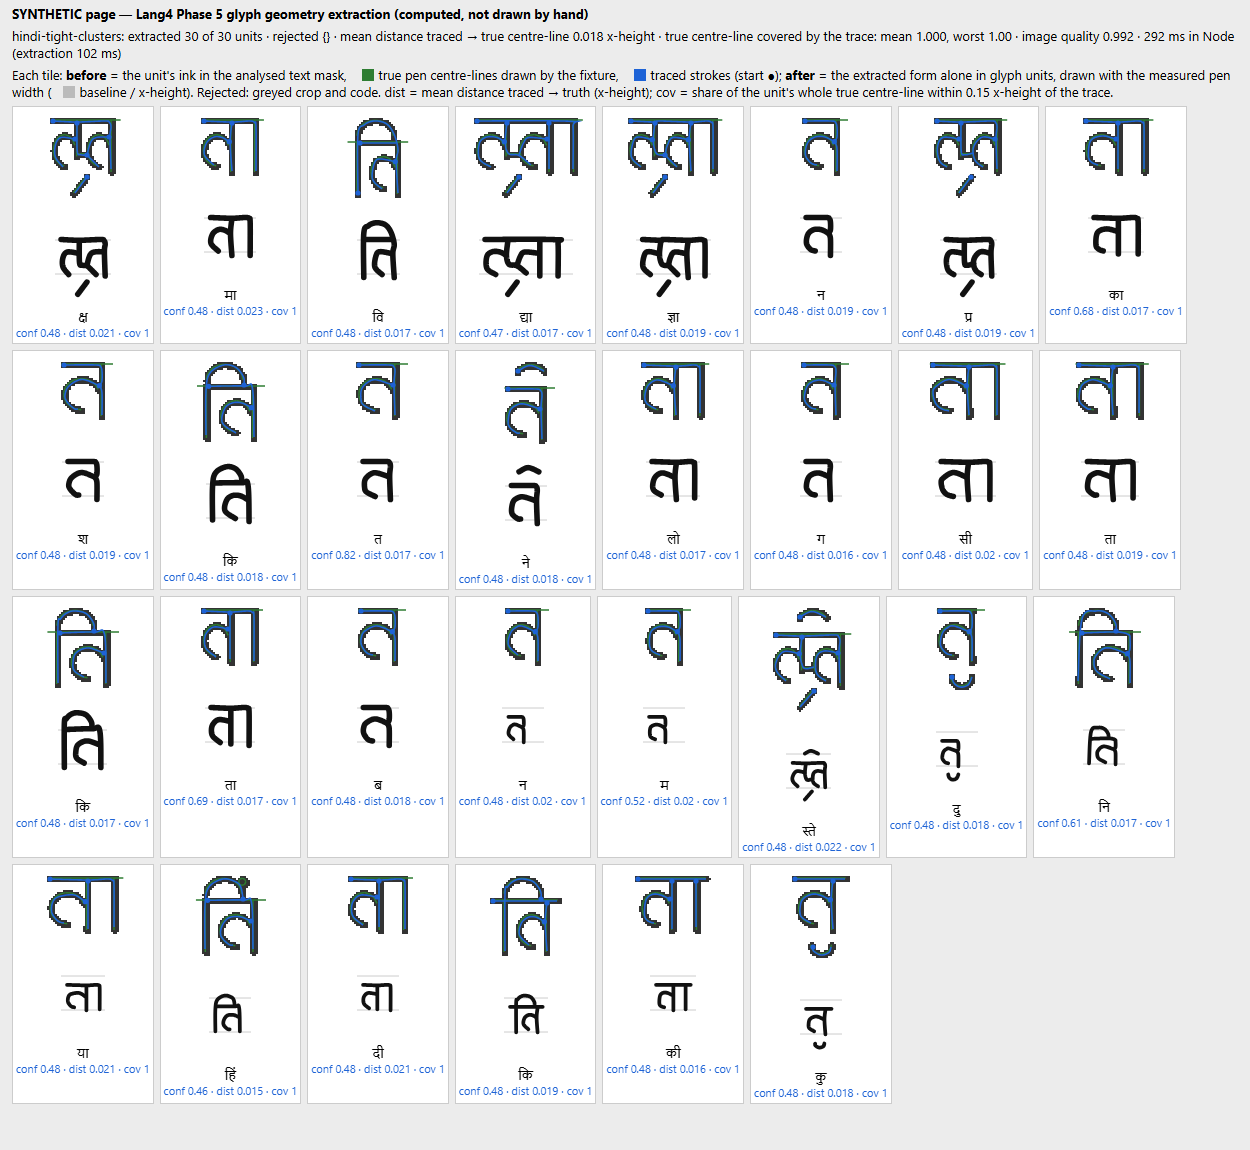 SYNTHETIC page — Lang4 Phase 5 glyph geometry extraction (computed, not drawn by hand)
hindi-tight-clusters: extracted 30 of 30 units · rejected {} · mean distance traced → true centre-line 0.018 x-height · true centre-line covered by the trace: mean 1.000, worst 1.00 · image quality 0.992 · 292 ms in Node
(extraction 102 ms)
Each tile: before = the unit's ink in the analysed text mask, true pen centre-lines drawn by the fixture, traced strokes (start ●); after = the extracted form alone in glyph units, drawn with the measured pen
width ( baseline / x-height). Rejected: greyed crop and code. dist = mean distance traced → truth (x-height); cov = share of the unit's whole true centre-line within 0.15 x-height of the trace.
क्ष मा वि द्या ज्ञा न प्र का
conf 0.48 · dist 0.021 · cov 1 conf 0.48 · dist 0.023 · cov 1 conf 0.48 · dist 0.017 · cov 1 conf 0.47 · dist 0.017 · cov 1 conf 0.48 · dist 0.019 · cov 1 conf 0.48 · dist 0.019 · cov 1 conf 0.48 · dist 0.019 · cov 1 conf 0.68 · dist 0.017 · cov 1
श कि त ने लो ग सी ता
conf 0.48 · dist 0.019 · cov 1 conf 0.48 · dist 0.018 · cov 1 conf 0.82 · dist 0.017 · cov 1 conf 0.48 · dist 0.018 · cov 1 conf 0.48 · dist 0.017 · cov 1 conf 0.48 · dist 0.016 · cov 1 conf 0.48 · dist 0.02 · cov 1 conf 0.48 · dist 0.019 · cov 1
कि ता ब न म स्ते दु नि
conf 0.48 · dist 0.017 · cov 1 conf 0.69 · dist 0.017 · cov 1 conf 0.48 · dist 0.018 · cov 1 conf 0.48 · dist 0.02 · cov 1 conf 0.52 · dist 0.02 · cov 1 conf 0.48 · dist 0.022 · cov 1 conf 0.48 · dist 0.018 · cov 1 conf 0.61 · dist 0.017 · cov 1
या हिं दी कि की कु
conf 0.48 · dist 0.021 · cov 1 conf 0.46 · dist 0.015 · cov 1 conf 0.48 · dist 0.021 · cov 1 conf 0.48 · dist 0.019 · cov 1 conf 0.48 · dist 0.016 · cov 1 conf 0.48 · dist 0.018 · cov 1